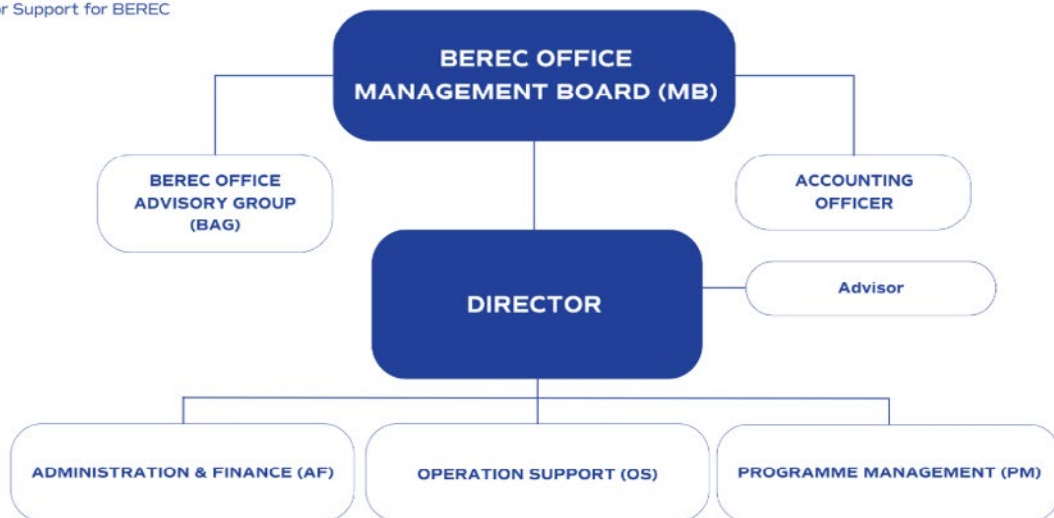 or Support for BEREC
BEREC OFFICE
MANAGEMENT BOARD (MB)
BEREC OFFICE
ADVISORY GROUP
(BAG)
ACCOUNTING
OFFICER
DIRECTOR
Advisor
ADMINISTRATION & FINANCE (AF)
OPERATION SUPPORT (OS)
PROGRAMME MANAGEMENT (PM)